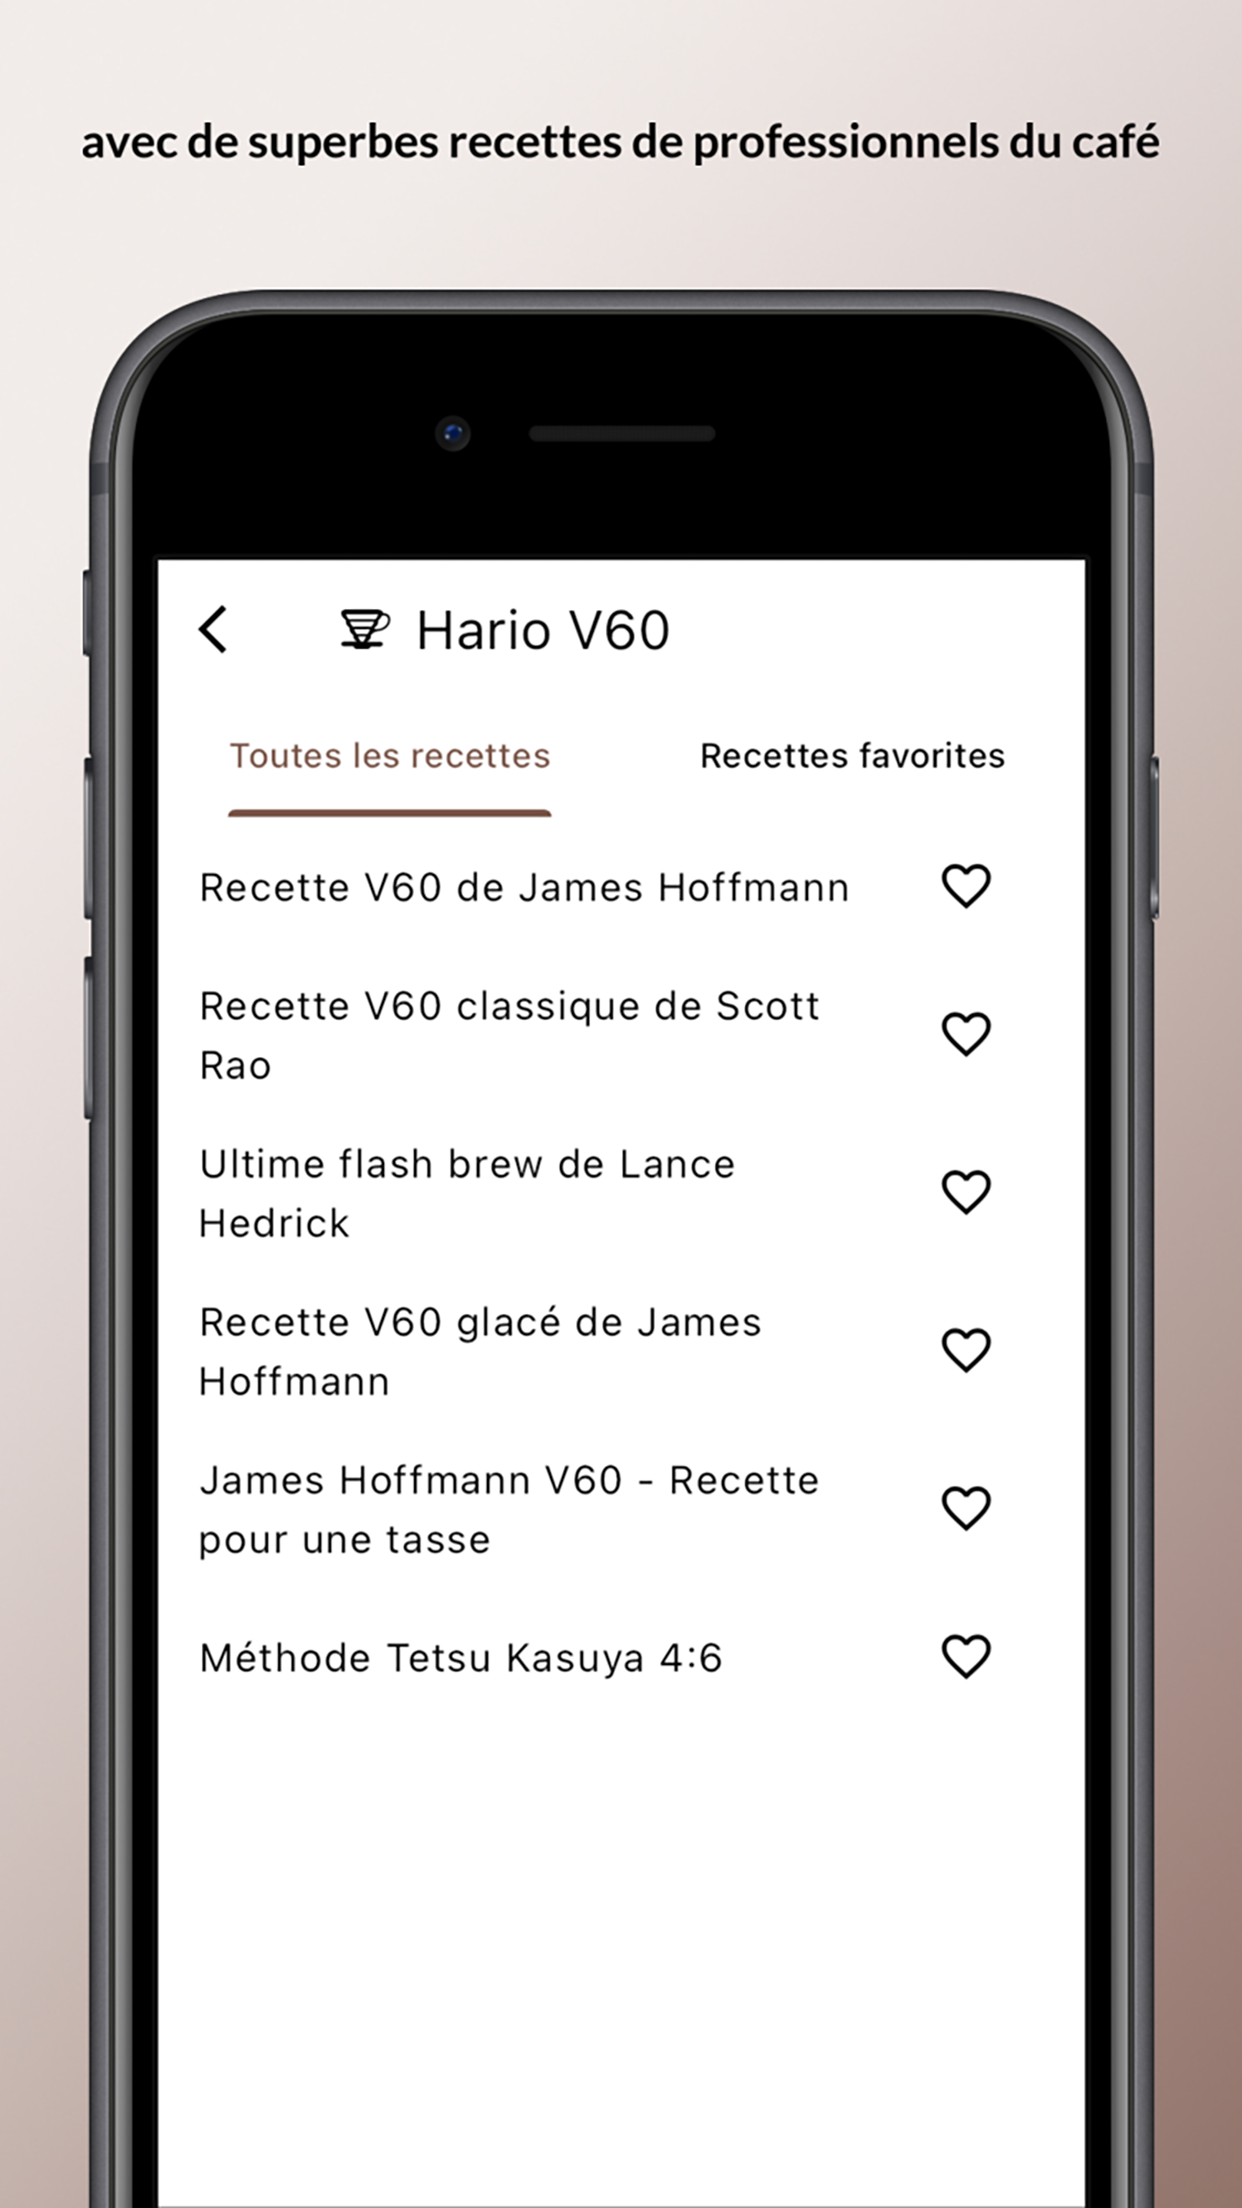 avec de superbes recettes de professionnels du café
Hario V60
Toutes les recettes
Recettes favorites
Recette V60 de James Hoffmann
Recette V60 classique de Scott
Rao
Ultime flash brew de Lance
Hedrick
Recette V60 glacé de James
Hoffmann
James Hoffmann V60 - Recette
pour une tasse
Méthode Tetsu Kasuya 4:6